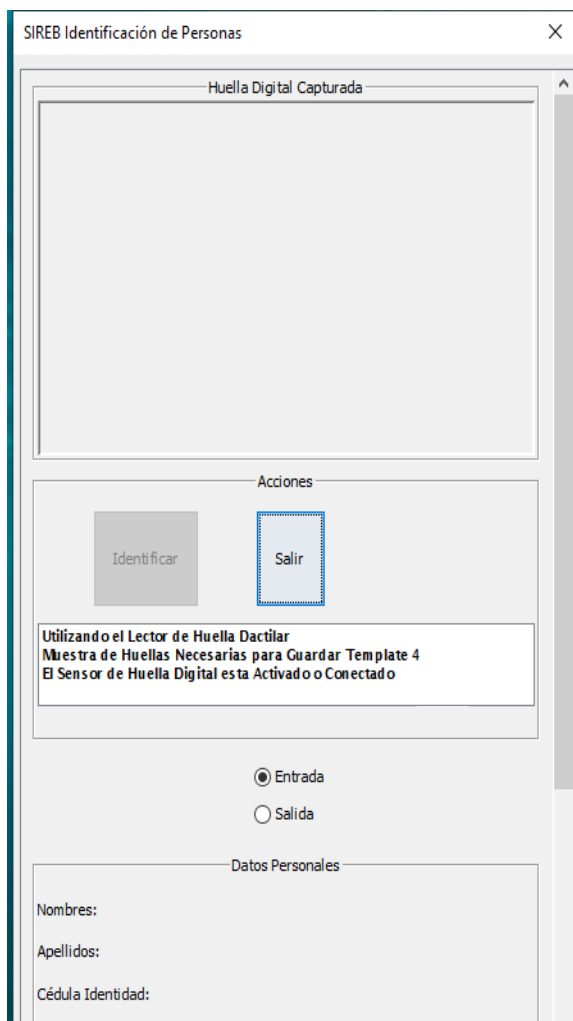 SIREB Identificación de Personas
Huella Digital Capturada
Acciones
Identificar
Salir
Utilizando el Lector de Huella Dactilar
Muestra de Huellas Necesarias para Guardar Template 4
El Sensor de Huella Digital esta Activado o Conectado
Entrada
Salida
Datos Personales
Nombres:
Apellidos:
Cédula Identidad: